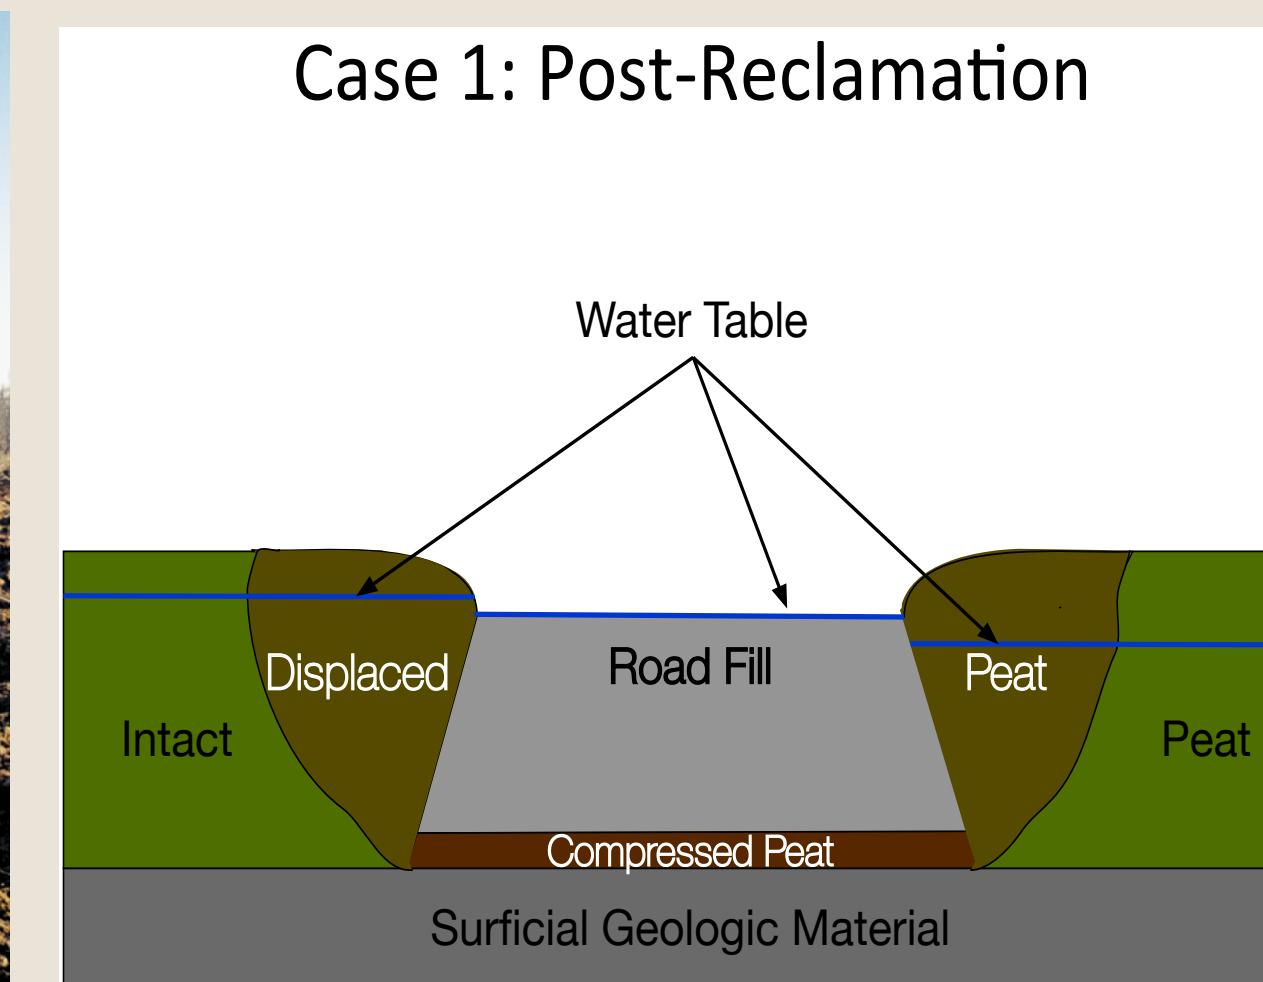 Case 1: Post-Reclamation
Water Table
Displaced
Road Fill
Peat
Intact
Peat
Compressed Peat
Surficial Geologic Material